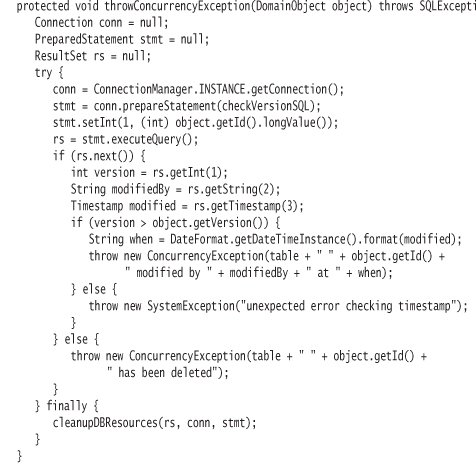 protected void throwConcurrencyException(DomainObject object) throws SQLExcepti
Connection conn = null;
PreparedStatement stmt = null;
ResultSet rs = null;
try {
conn = ConnectionManager.INSTANCE.getConnection();
stmt = conn.prepareStatement(checkVersionSQL);
stmt.setInt(1, (int) object.getId().longValue());
rs = stmt.executeQuery();
if (rs.next()) {
int version = rs.getInt(1);
String modifiedBy = rs.getString(2);
Timestamp modified = rs.getTimestamp(3);
if (version > object.getVersion()) {
String when = DateFormat.getDateTimeInstance().format(modified);
throw new ConcurrencyException(table + " " + object.getId() +
" modified by " + modifiedBy + " at " + when);
} else {
throw new SystemException("unexpected error checking timestamp");
}
} else {
throw new ConcurrencyException(table + " " + object.getId() +
" has been deleted");
}
} finally {
cleanupDBResources(rs, conn, stmt);
}
}